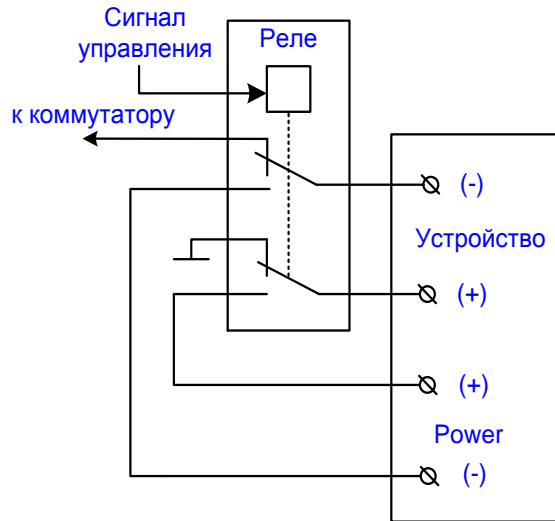 Сигнал
управления
Реле
к коммутатору
(-)
Устройство
(+)
(+)
Power
(-)